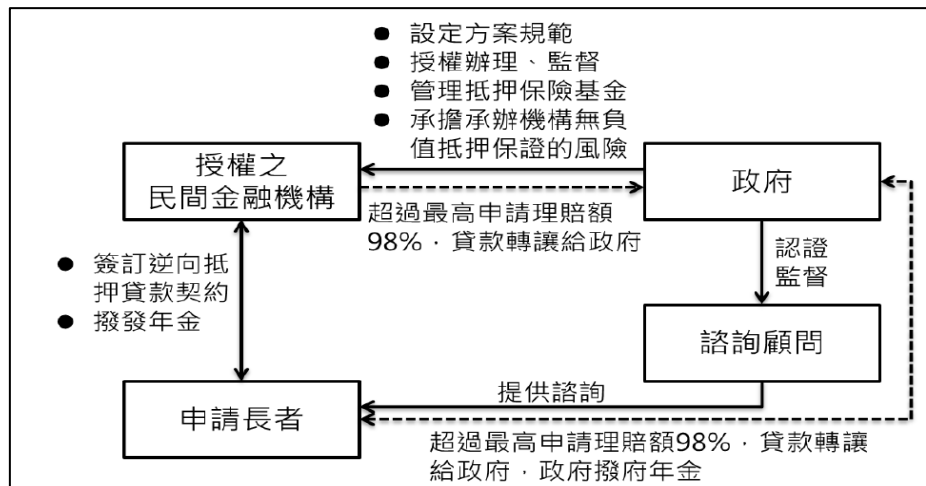 ● 設定方案規範
● 授權辦理、監督
● 管理抵押保險基金
● 承擔承辦機構無負
值抵押保證的風險
授權之
民間金融機構
政府
超過最高申請理賠額
98%，貸款轉讓給政府
認證
監督
● 簽訂逆向抵
押貸款契約
● 撥發年金
諮詢顧問
提供諮詢
申請長者
超過最高申請理賠額98%，貸款轉讓
給政府，政府撥府年金